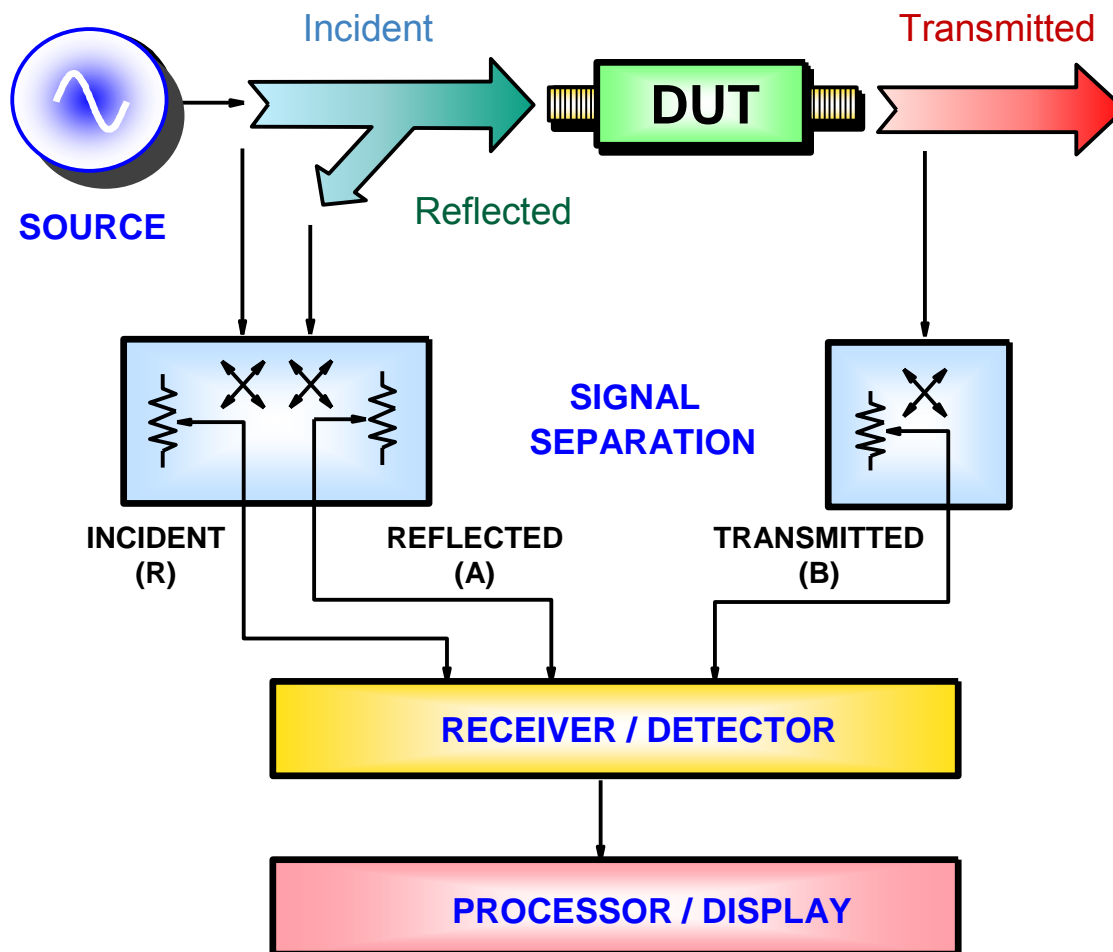 Incident
Transmitted
DUT
Reflected
SOURCE
SIGNAL
SEPARATION
INCIDENT
(R)
REFLECTED
(A)
TRANSMITTED
(B)
RECEIVER / DETECTOR
PROCESSOR / DISPLAY